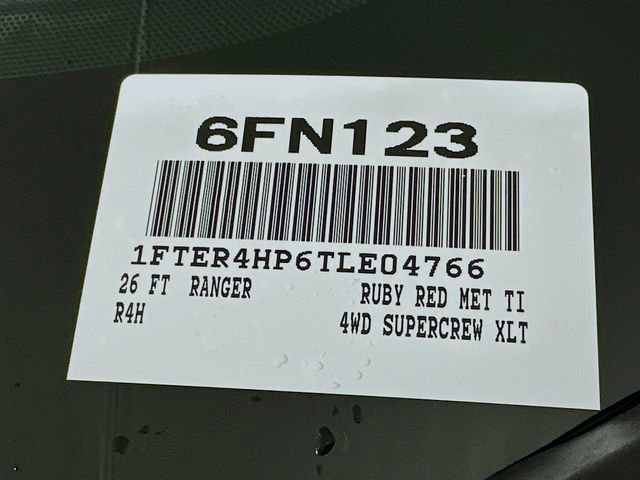 6FN123
1FTER4HP6TLE04766
26 FT RANGER RUBY RED MET TI
R4H 4WD SUPERCREW XLT